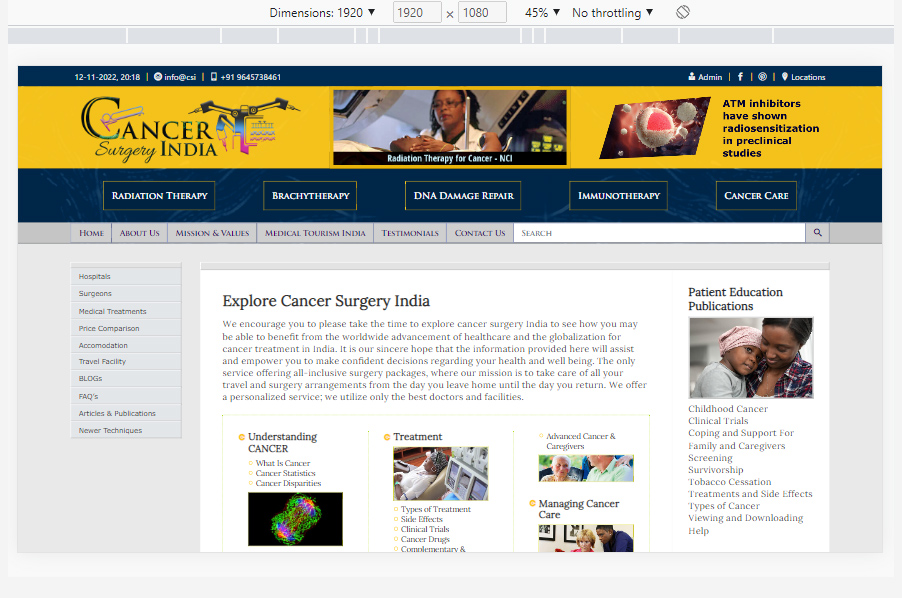 Dimensions: 1920 ▼ 1920 × 1080 45% ▼ No throttling ▼
12-11-2022, 20:18 | info@csi | +91 9645738461 Admin | | | Locations
CANCER
Surgery INDIA
Radiation Therapy for Cancer - NCI
ATM inhibitors
have shown
radiosensitization
in preclinical
studies
RADIATION THERAPY BRACHYTHERAPY DNA DAMAGE REPAIR IMMUNOTHERAPY CANCER CARE
HOME ABOUT US MISSION & VALUES MEDICAL TOURISM INDIA TESTIMONIALS CONTACT US SEARCH
Hospitals
Surgeons
Medical Treatments
Price Comparison
Accomodation
Travel Facility
BLOGs
FAQ's
Articles & Publications
Newer Techniques
Explore Cancer Surgery India
We encourage you to please take the time to explore cancer surgery India to see how you may
be able to benefit from the worldwide advancement of healthcare and the globalization for
cancer treatment in India. It is our sincere hope that the information provided here will assist
and empower you to make confident decisions regarding your health and well being. The only
service offering all-inclusive surgery packages, where our mission is to take care of all your
travel and surgery arrangements from the day you leave home until the day you return. We offer
a personalized service; we utilize only the best doctors and facilities.
Understanding
CANCER
What Is Cancer
Cancer Statistics
Cancer Disparities
Treatment
Types of Treatment
Side Effects
Clinical Trials
Cancer Drugs
Complementary &
Advanced Cancer &
Caregivers
Managing Cancer
Care
Patient Education
Publications
Childhood Cancer
Clinical Trials
Coping and Support For
Family and Caregivers
Screening
Survivorship
Tobacco Cessation
Treatments and Side Effects
Types of Cancer
Viewing and Downloading
Help